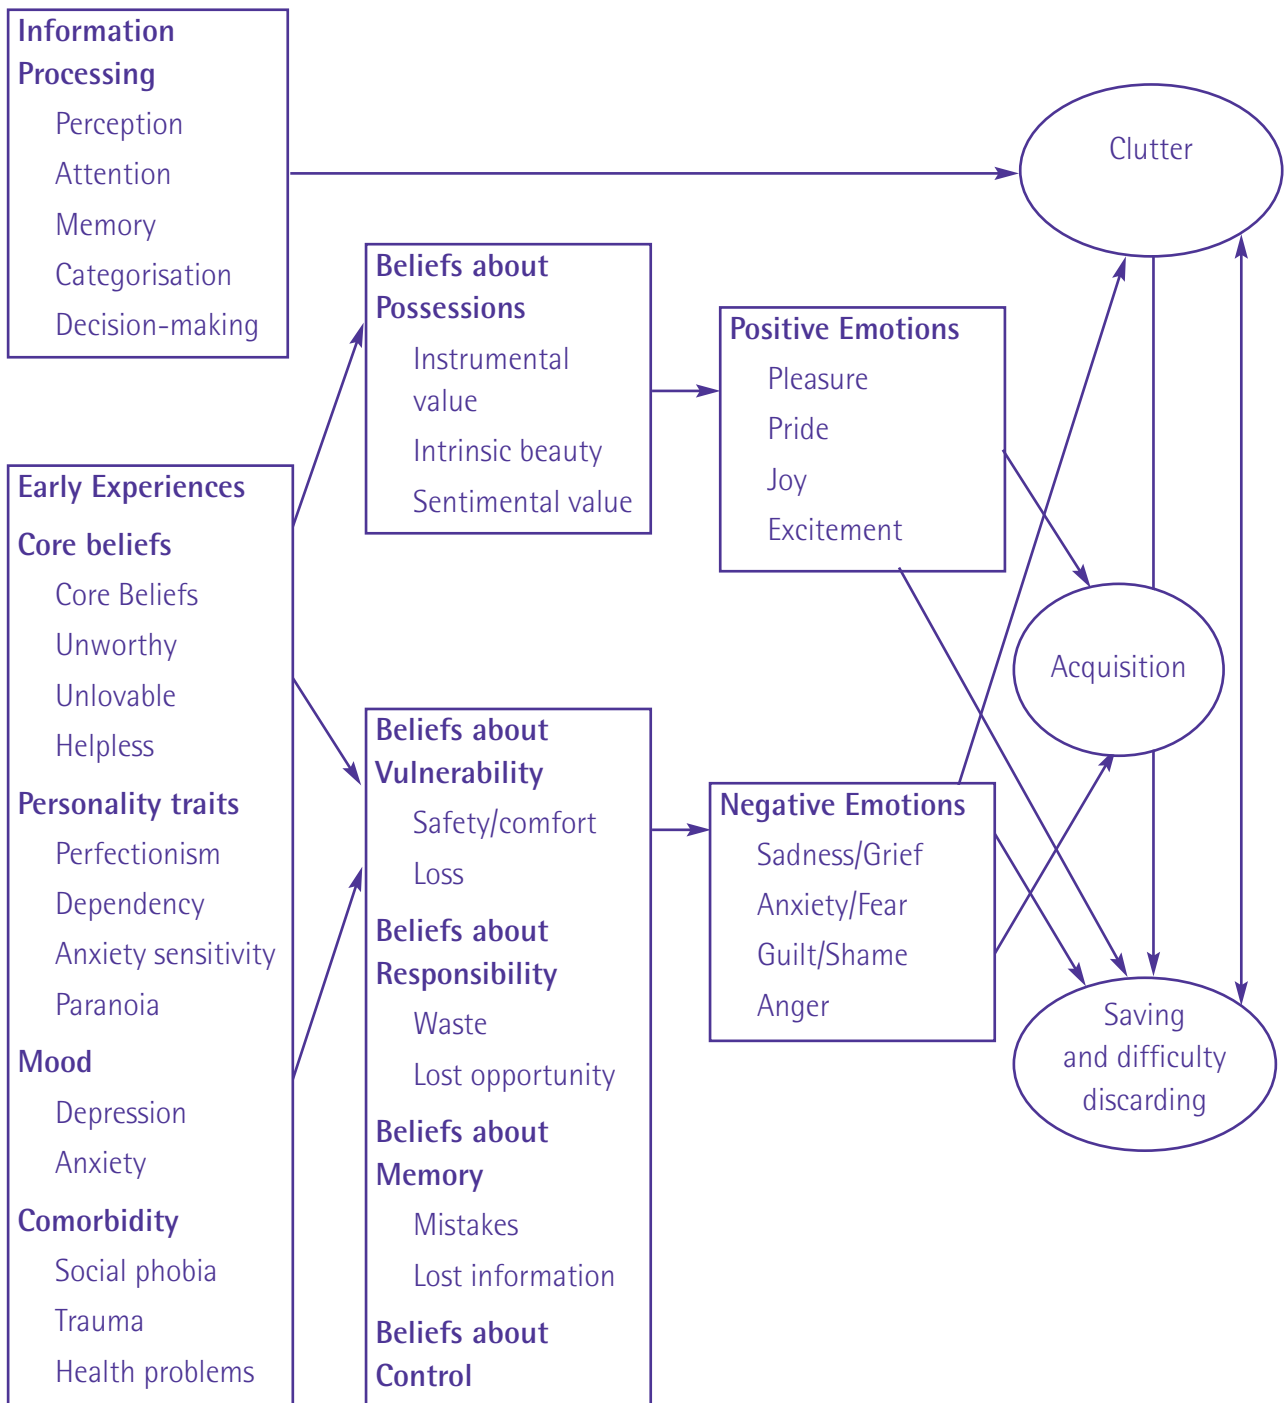 Information
Processing
Perception
Attention
Memory
Categorisation
Decision-making
Early Experiences
Core beliefs
Core Beliefs
Unworthy
Unlovable
Helpless
Personality traits
Perfectionism
Dependency
Anxiety sensitivity
Paranoia
Mood
Depression
Anxiety
Comorbidity
Social phobia
Trauma
Health problems
Beliefs about
Possessions
Instrumental
value
Intrinsic beauty
Sentimental value
Beliefs about
Vulnerability
Safety/comfort
Loss
Beliefs about
Responsibility
Waste
Lost opportunity
Beliefs about
Memory
Mistakes
Lost information
Beliefs about
Control
Positive Emotions
Pleasure
Pride
Joy
Excitement
Negative Emotions
Sadness/Grief
Anxiety/Fear
Guilt/Shame
Anger
Clutter
Acquisition
Saving
and difficulty
discarding